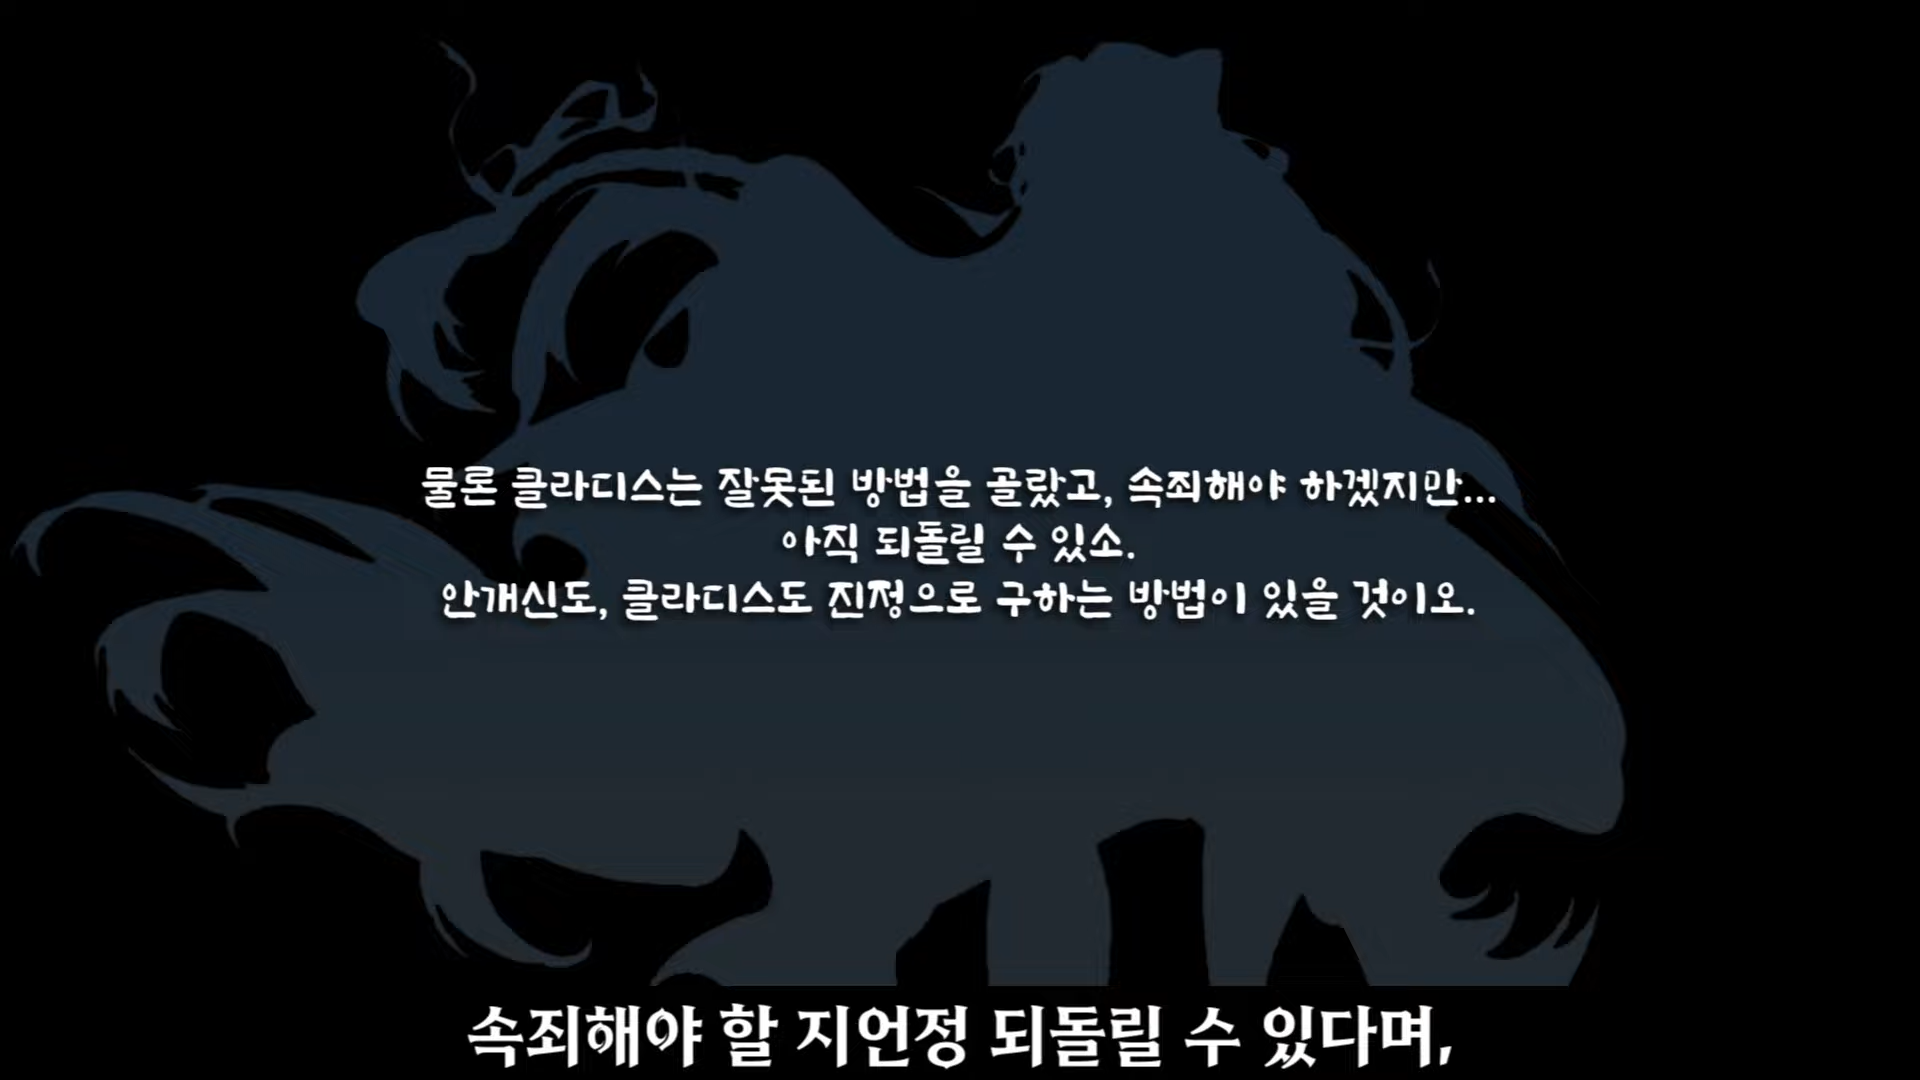 물론 클라디스는 잘못된 방법을 골랐고, 속죄해야 하겠지만...
아직 되돌릴 수 있소.
안개신도, 클라디스도 진정으로 구하는 방법이 있을 것이오.
속죄해야 할 지언정 되돌릴 수 있다며,